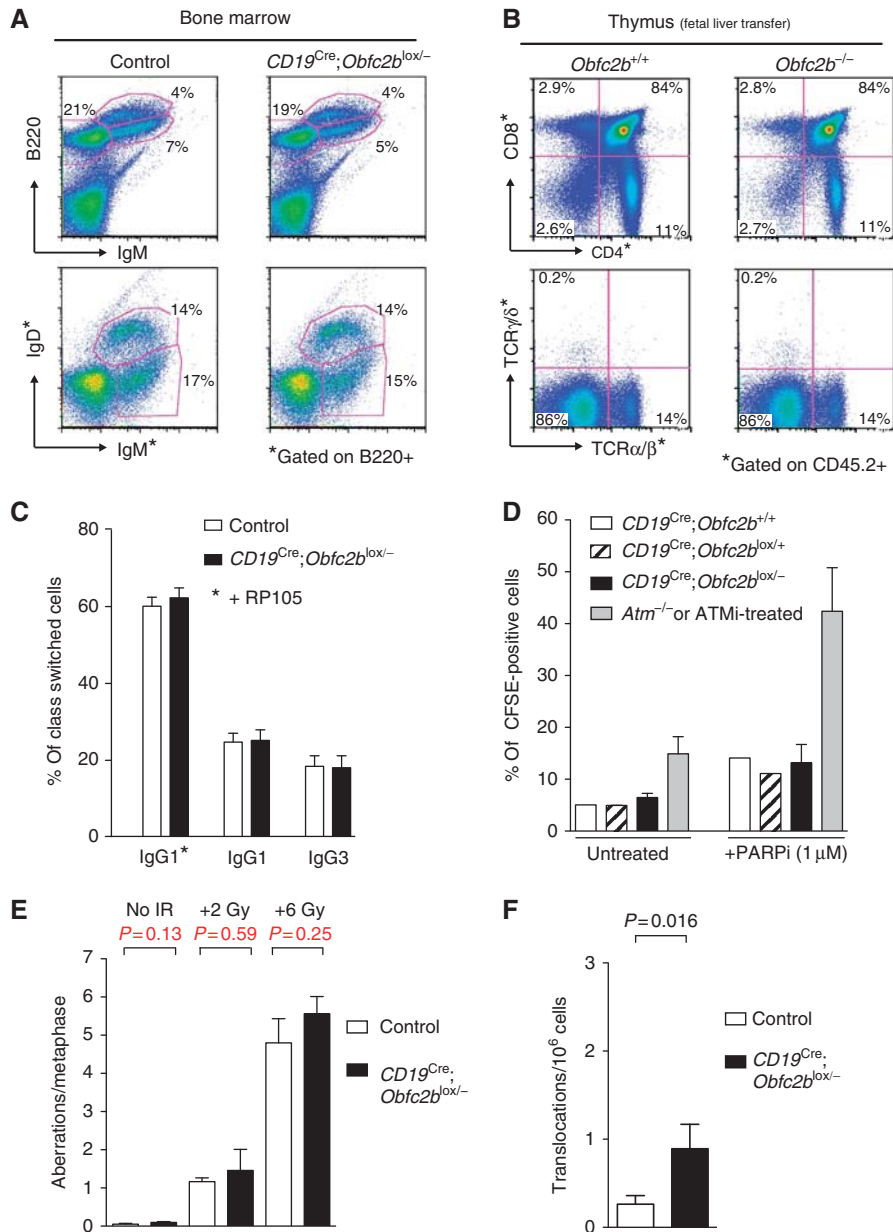 A
Bone marrow
Control
CD19Cre;Obfc2blox/–
B220
21%
4%
7%
19%
4%
5%
IgM
IgD*
14%
17%
14%
15%
IgM*
*Gated on B220+
B
Thymus (fetal liver transfer)
Obfc2b+/+
Obfc2b–/–
CD8*
2.9%
84%
2.6%
11%
2.8%
84%
2.7%
11%
CD4*
TCRγ/δ*
0.2%
86%
14%
0.2%
86%
14%
TCRα/β*
*Gated on CD45.2+
C
% Of class switched cells
80
60
40
20
0
Control
CD19Cre;Obfc2blox/–
* + RP105
IgG1*
IgG1
IgG3
D
% Of CFSE-positive cells
60
50
40
30
20
10
0
CD19Cre;Obfc2b+/+
CD19Cre;Obfc2blox/+
CD19Cre;Obfc2blox/–
Atm–/– or ATMi-treated
Untreated
+PARPi (1 μM)
E
No IR
+2 Gy
+6 Gy
P=0.13
P=0.59
P=0.25
Aberrations/metaphase
7
6
5
4
3
2
1
0
Control
CD19Cre;
Obfc2blox/–
F
P=0.016
Translocations/106 cells
3
2
1
0
Control
CD19Cre;
Obfc2blox/–